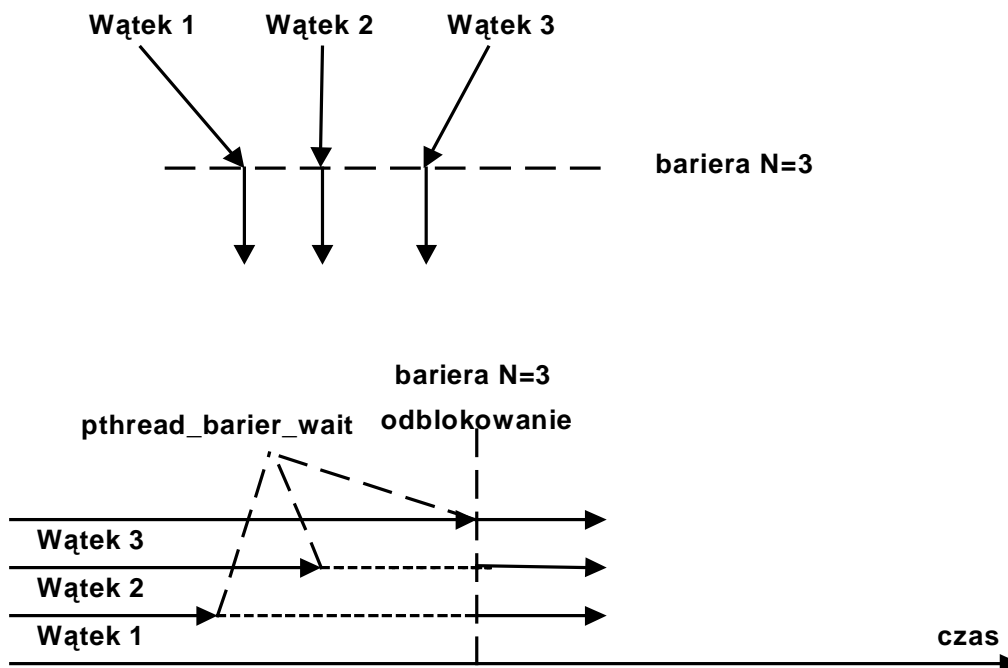 Wątek 1 Wątek 2 Wątek 3
bariera N=3
bariera N=3
pthread_barier_wait odblokowanie
Wątek 3
Wątek 2
Wątek 1 czas